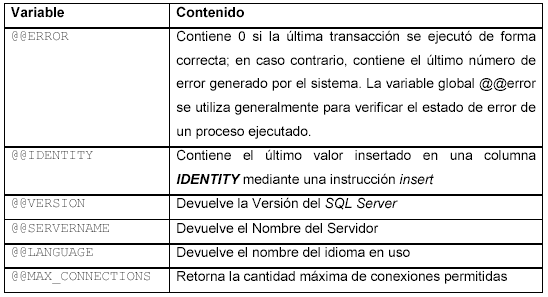 Variable Contenido
@@ERROR Contiene 0 si la última transacción se ejecutó de forma
correcta; en caso contrario, contiene el último número de
error generado por el sistema. La variable global @@error
se utiliza generalmente para verificar el estado de error de
un proceso ejecutado.
@@IDENTITY Contiene el último valor insertado en una columna
IDENTITY mediante una instrucción insert
@@VERSION Devuelve la Versión del SQL Server
@@SERVERNAME Devuelve el Nombre del Servidor
@@LANGUAGE Devuelve el nombre del idioma en uso
@@MAX_CONNECTIONS Retorna la cantidad máxima de conexiones permitidas